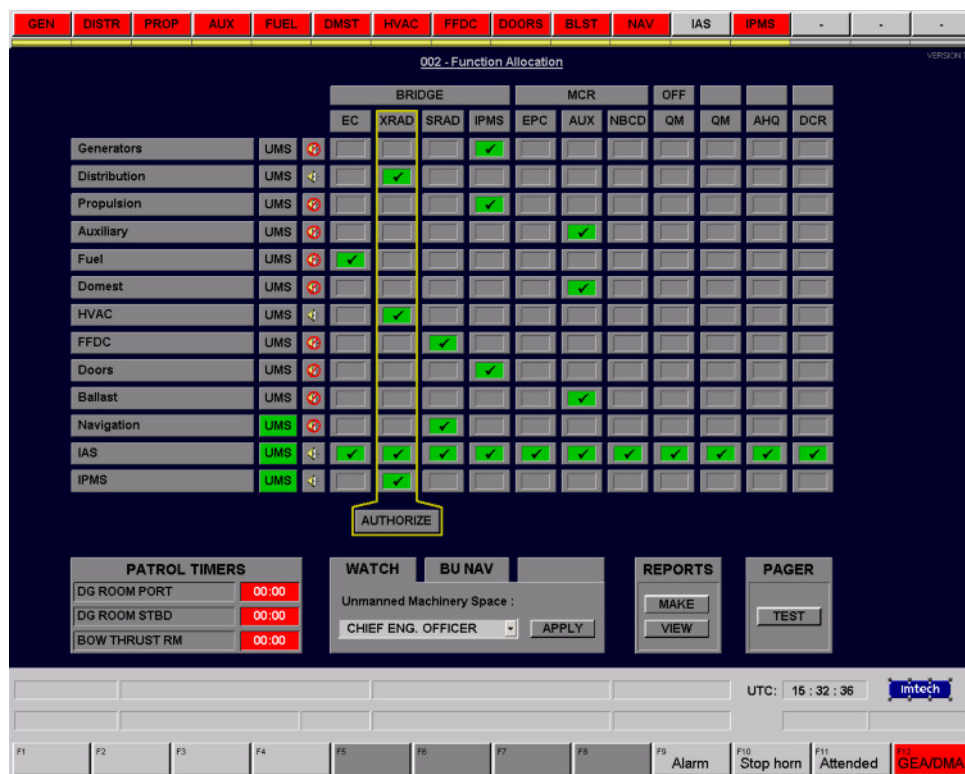 GEN DISTR PROP AUX FUEL DMST HVAC FFDC DOORS BLST NAV IAS IPMS - - -
VERSION
002 - Function Allocation
BRIDGE MCR OFF
EC XRAD SRAD IPMS EPC AUX NBCD QM QM AHQ DCR
Generators UMS
Distribution UMS
Propulsion UMS
Auxiliary UMS
Fuel UMS
Domest UMS
HVAC UMS
FFDC UMS
Doors UMS
Ballast UMS
Navigation UMS
IAS UMS
IPMS UMS
AUTHORIZE
PATROL TIMERS
DG ROOM PORT 00:00
DG ROOM STBD 00:00
BOW THRUST RM 00:00
WATCH BU NAV
Unmanned Machinery Space :
CHIEF ENG. OFFICER APPLY
REPORTS
MAKE
VIEW
PAGER
TEST
UTC: 15 : 32 : 36 Imtech
F1 F2 F3 F4 F5 F6 F7 F8 F9 Alarm F10 Stop horn F11 Attended F12 GEA/DMA